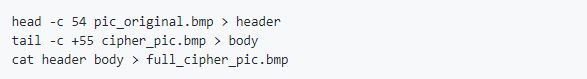 head -c 54 pic_original.bmp > header
tail -c +55 cipher_pic.bmp > body
cat header body > full_cipher_pic.bmp